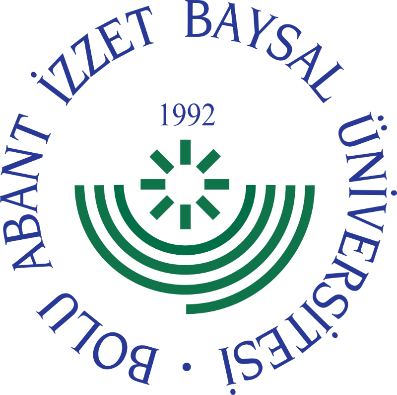 BOLU ABANT İZZET BAYSAL ÜNİVERSİTESİ ·
1992